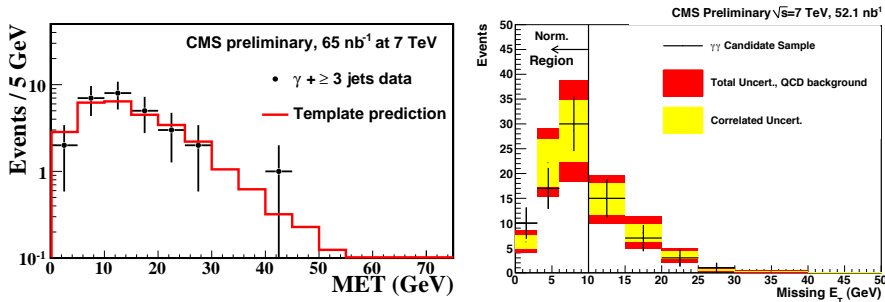 CMS preliminary, 65 nb-1 at 7 TeV
γ + ≥ 3 jets data
Template prediction
Events / 5 GeV
10
1
10-1
0 10 20 30 40 50 60 70
MET (GeV)
CMS Preliminary √s=7 TeV, 52.1 nb-1
Events
50
45
40
35
30
25
20
15
10
5
0
Norm.
Region
γγ Candidate Sample
Total Uncert., QCD background
Correlated Uncert.
0 5 10 15 20 25 30 35 40 45 50
Missing ET (GeV)